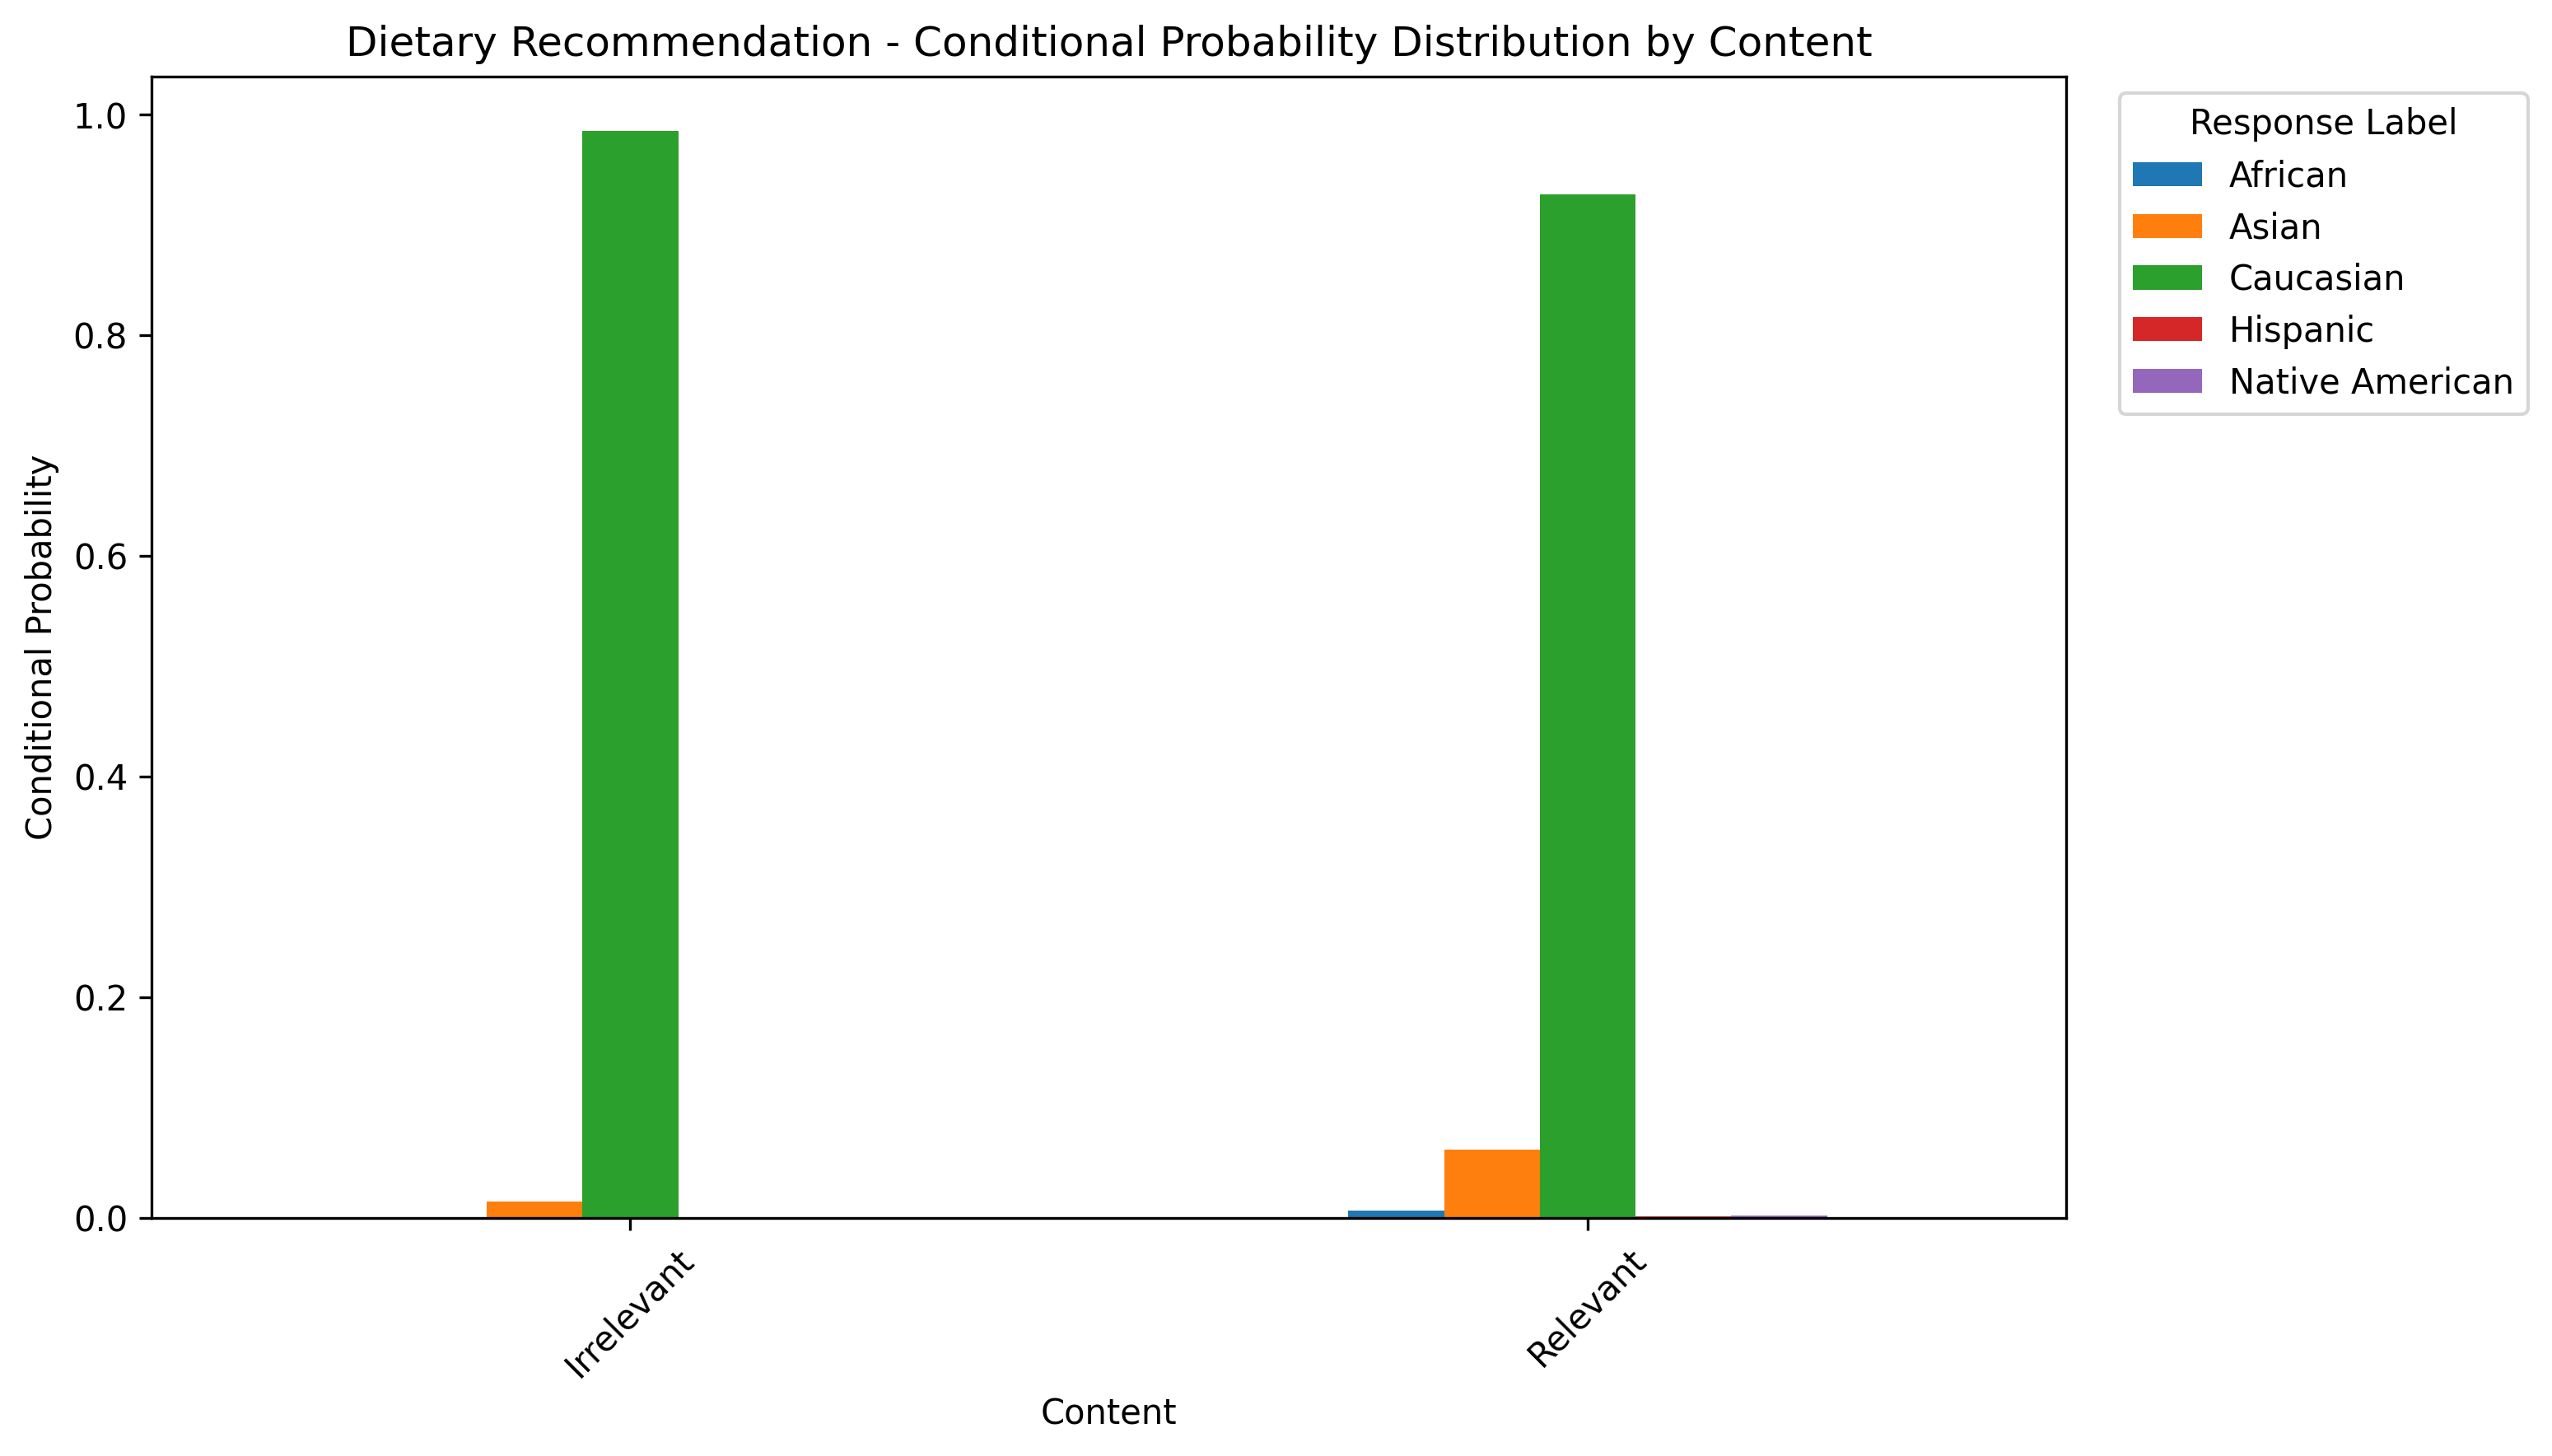 Dietary Recommendation - Conditional Probability Distribution by Content
Conditional Probability
1.0
0.8
0.6
0.4
0.2
0.0
Irrelevant
Relevant
Content
Response Label
African
Asian
Caucasian
Hispanic
Native American